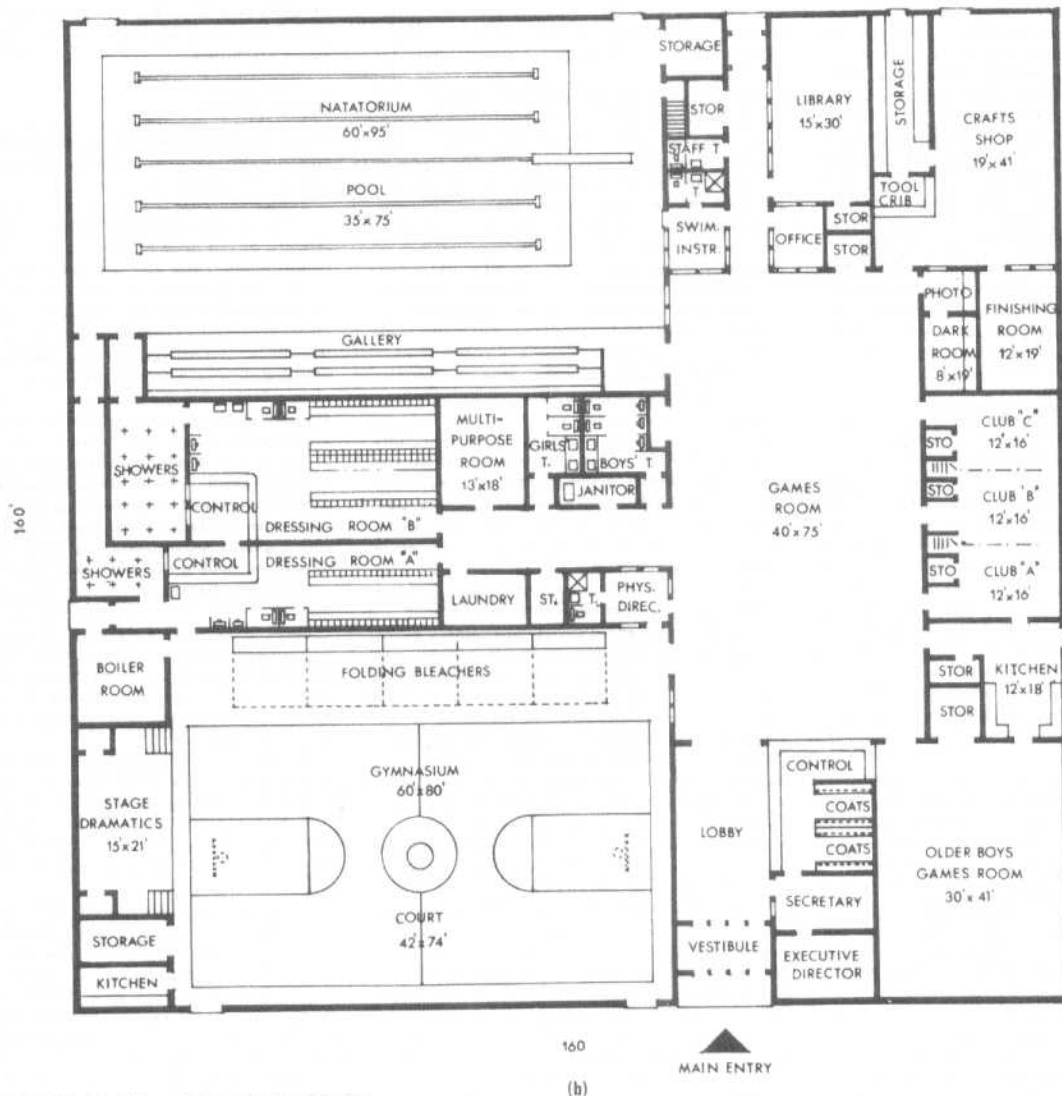 STORAGE
NATATORIUM
60'x95'
POOL
35'x75'
STOR
STAFF T.
T.
SWIM.
INSTR.
LIBRARY
15'x30'
STORAGE
TOOL
CRIB
CRAFTS
SHOP
19'x41'
OFFICE
STOR
STOR
PHOTO
DARK
ROOM
8'x19'
FINISHING
ROOM
12'x19'
GALLERY
SHOWERS
CONTROL
DRESSING ROOM "B"
MULTI-
PURPOSE
ROOM
13'x18'
GIRLS'
T.
BOYS' T.
JANITOR
GAMES
ROOM
40'x75'
CLUB "C"
12'x16'
STO
STO
CLUB "B"
12'x16'
STO
CLUB "A"
12'x16'
160'
SHOWERS
CONTROL
DRESSING ROOM "A"
LAUNDRY
ST.
T.
PHYS.
DIREC.
BOILER
ROOM
FOLDING BLEACHERS
STOR
STOR
KITCHEN
12'x18'
STAGE
DRAMATICS
15'x21'
GYMNASIUM
60'x80'
COURT
42'x74'
LOBBY
CONTROL
COATS
COATS
OLDER BOYS
GAMES ROOM
30'x41'
SECRETARY
STORAGE
KITCHEN
VESTIBULE
EXECUTIVE
DIRECTOR
160
MAIN ENTRY
(b)